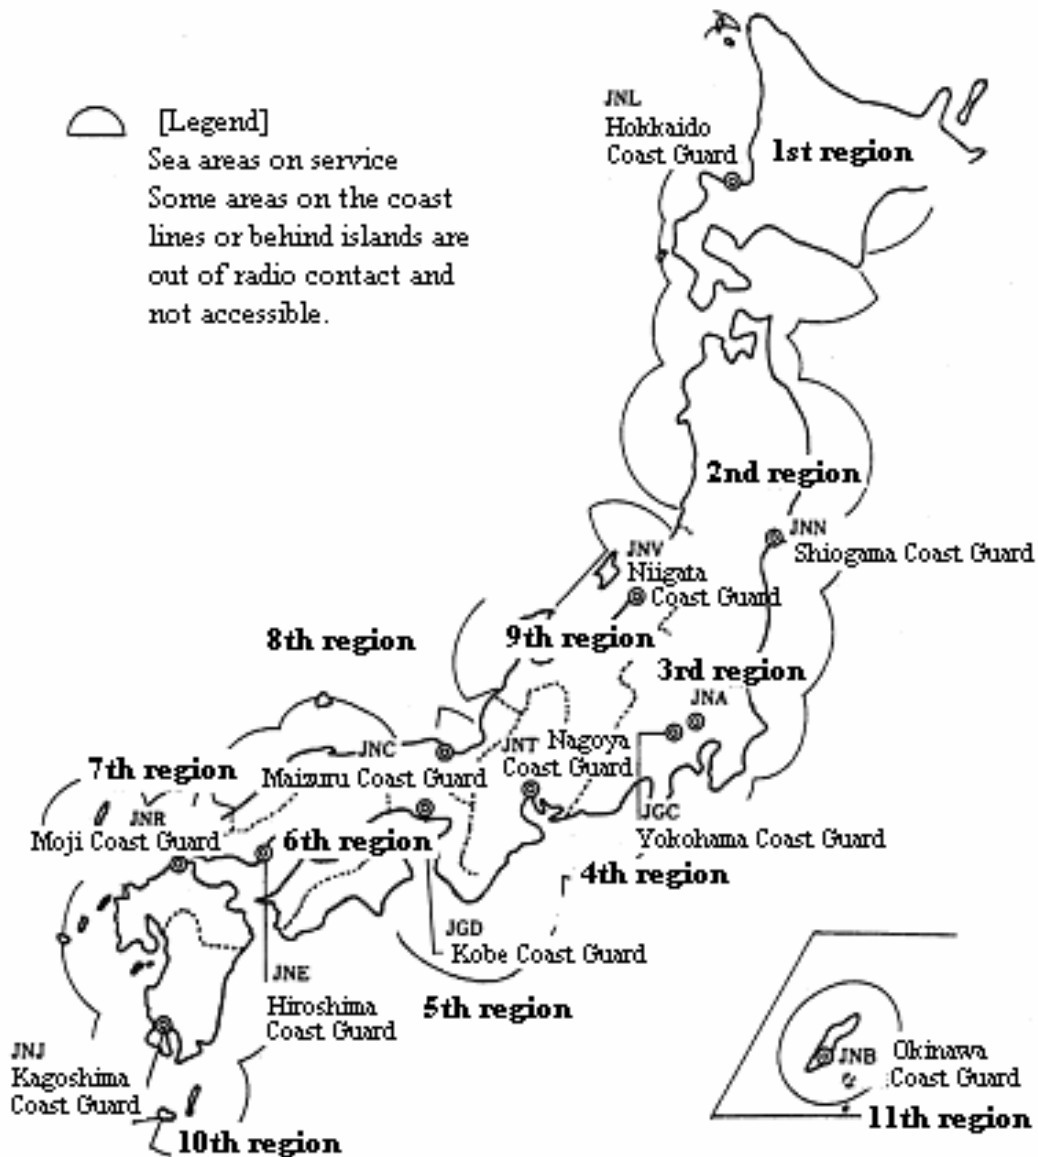 JNL
Hokkaido
Coast Guard
1st region
[Legend]
Sea areas on service
Some areas on the coast
lines or behind islands are
out of radio contact and
not accessible.
2nd region
JNN
Shiogama Coast Guard
JNV
Niigata
Coast Guard
8th region
9th region
3rd region
JNA
JNC
Maizuru Coast Guard
JNT Nagoya
Coast Guard
7th region
JNR
Moji Coast Guard
6th region
JGC
Yokohama Coast Guard
4th region
JGD
Kobe Coast Guard
JNE
Hiroshima
Coast Guard
5th region
JNJ
Kagoshima
Coast Guard
10th region
JNB
Okinawa
Coast Guard
11th region